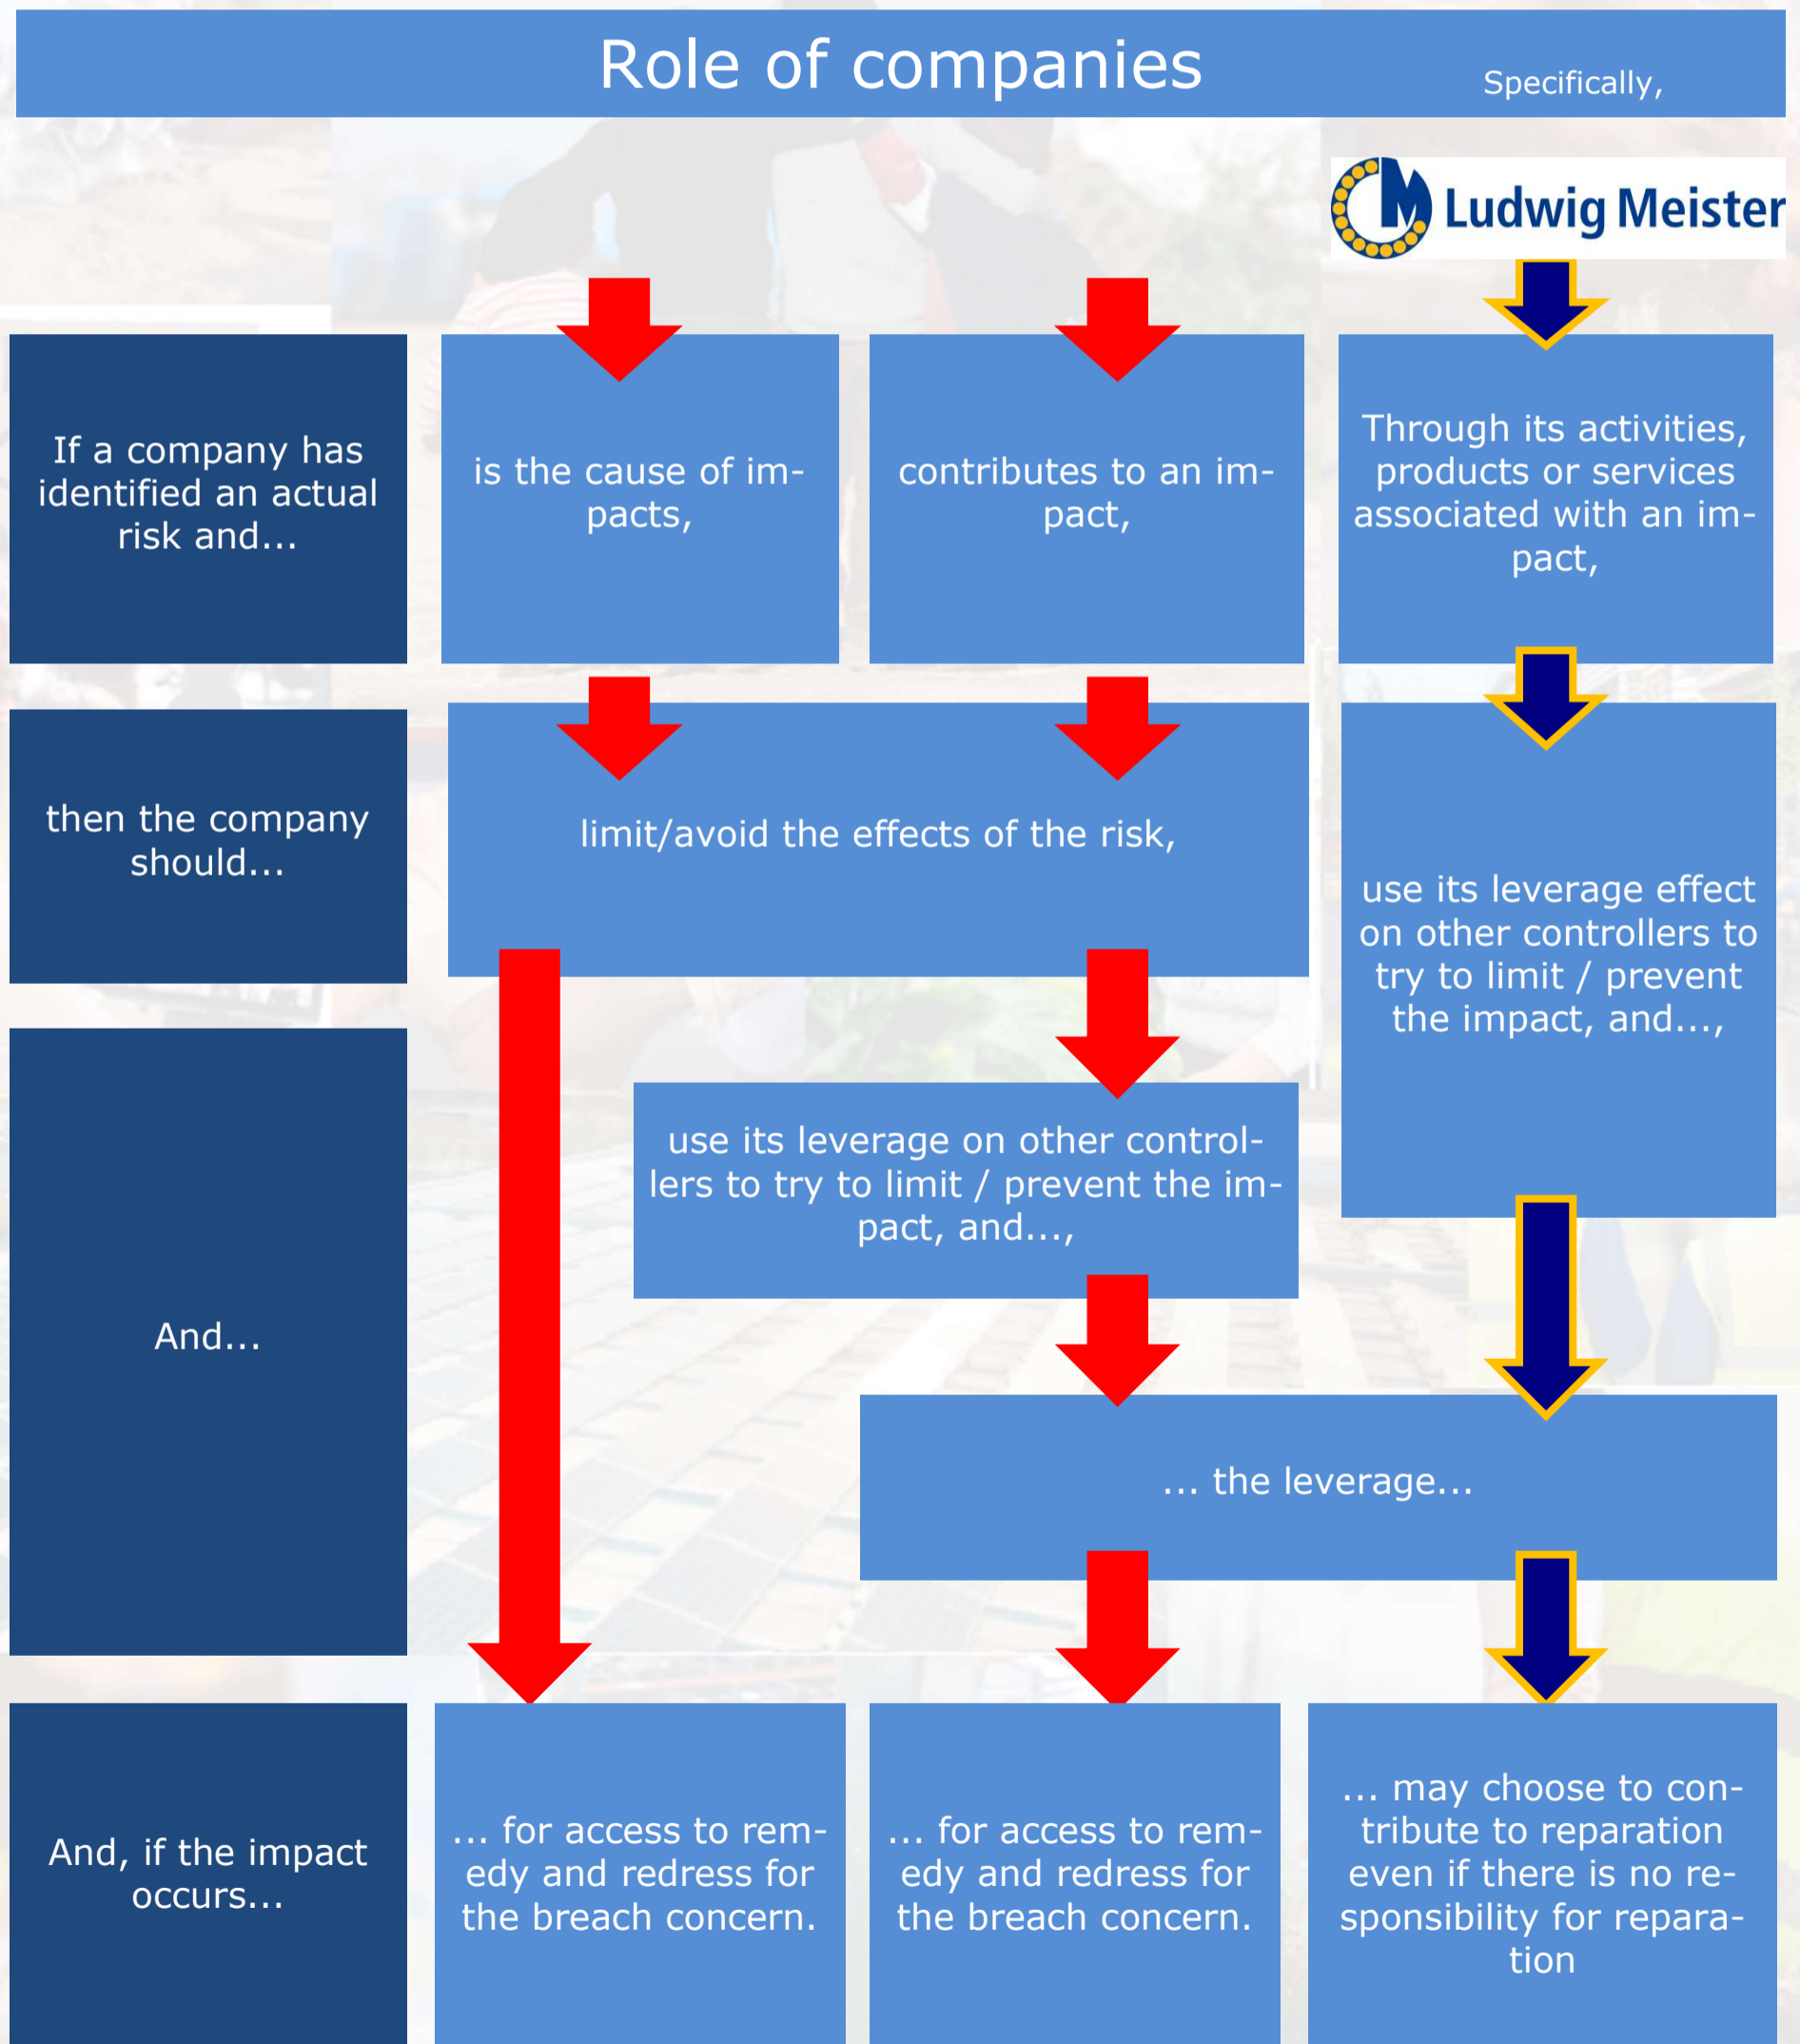 Role of companies
Specifically,
Ludwig Meister
If a company has
identified an actual
risk and...
is the cause of im-
pacts,
contributes to an im-
pact,
Through its activities,
products or services
associated with an im-
pact,
then the company
should...
limit/avoid the effects of the risk,
use its leverage effect
on other controllers to
try to limit / prevent
the impact, and...,
And...
use its leverage on other control-
lers to try to limit / prevent the im-
pact, and...,
... the leverage...
And, if the impact
occurs...
... for access to rem-
edy and redress for
the breach concern.
... for access to rem-
edy and redress for
the breach concern.
... may choose to con-
tribute to reparation
even if there is no re-
sponsibility for repara-
tion